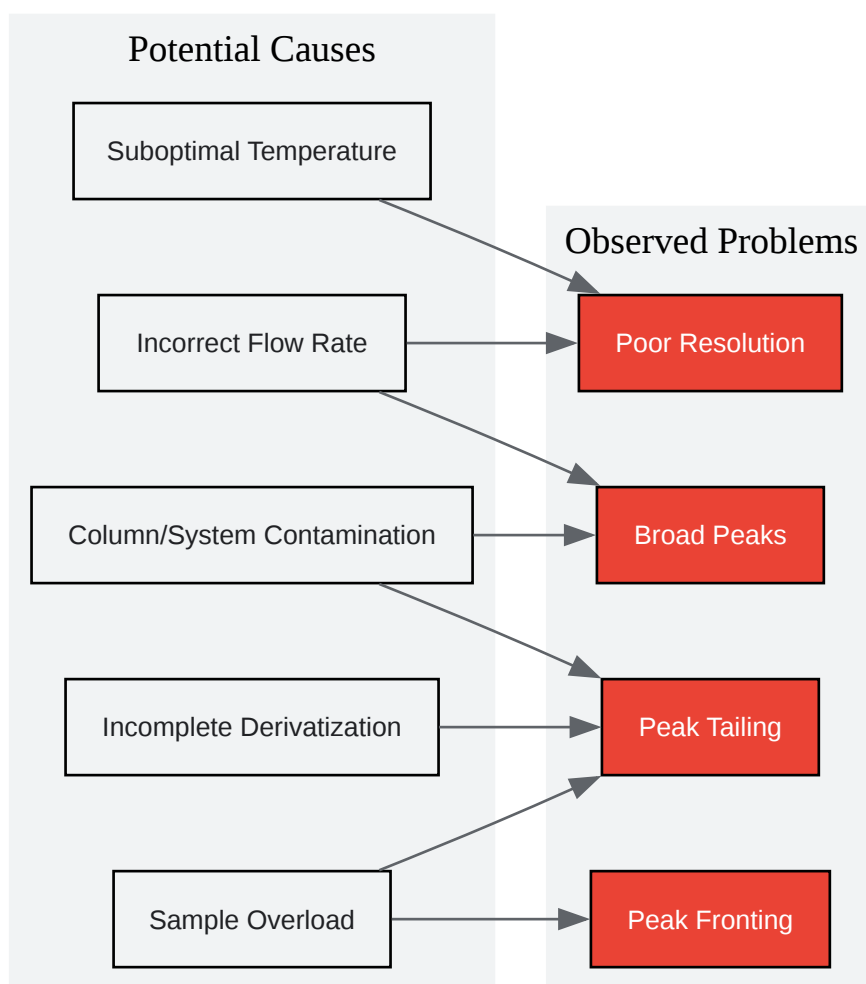 Potential Causes
Suboptimal Temperature
Incorrect Flow Rate
Column/System Contamination
Incomplete Derivatization
Sample Overload
Observed Problems
Poor Resolution
Broad Peaks
Peak Tailing
Peak Fronting